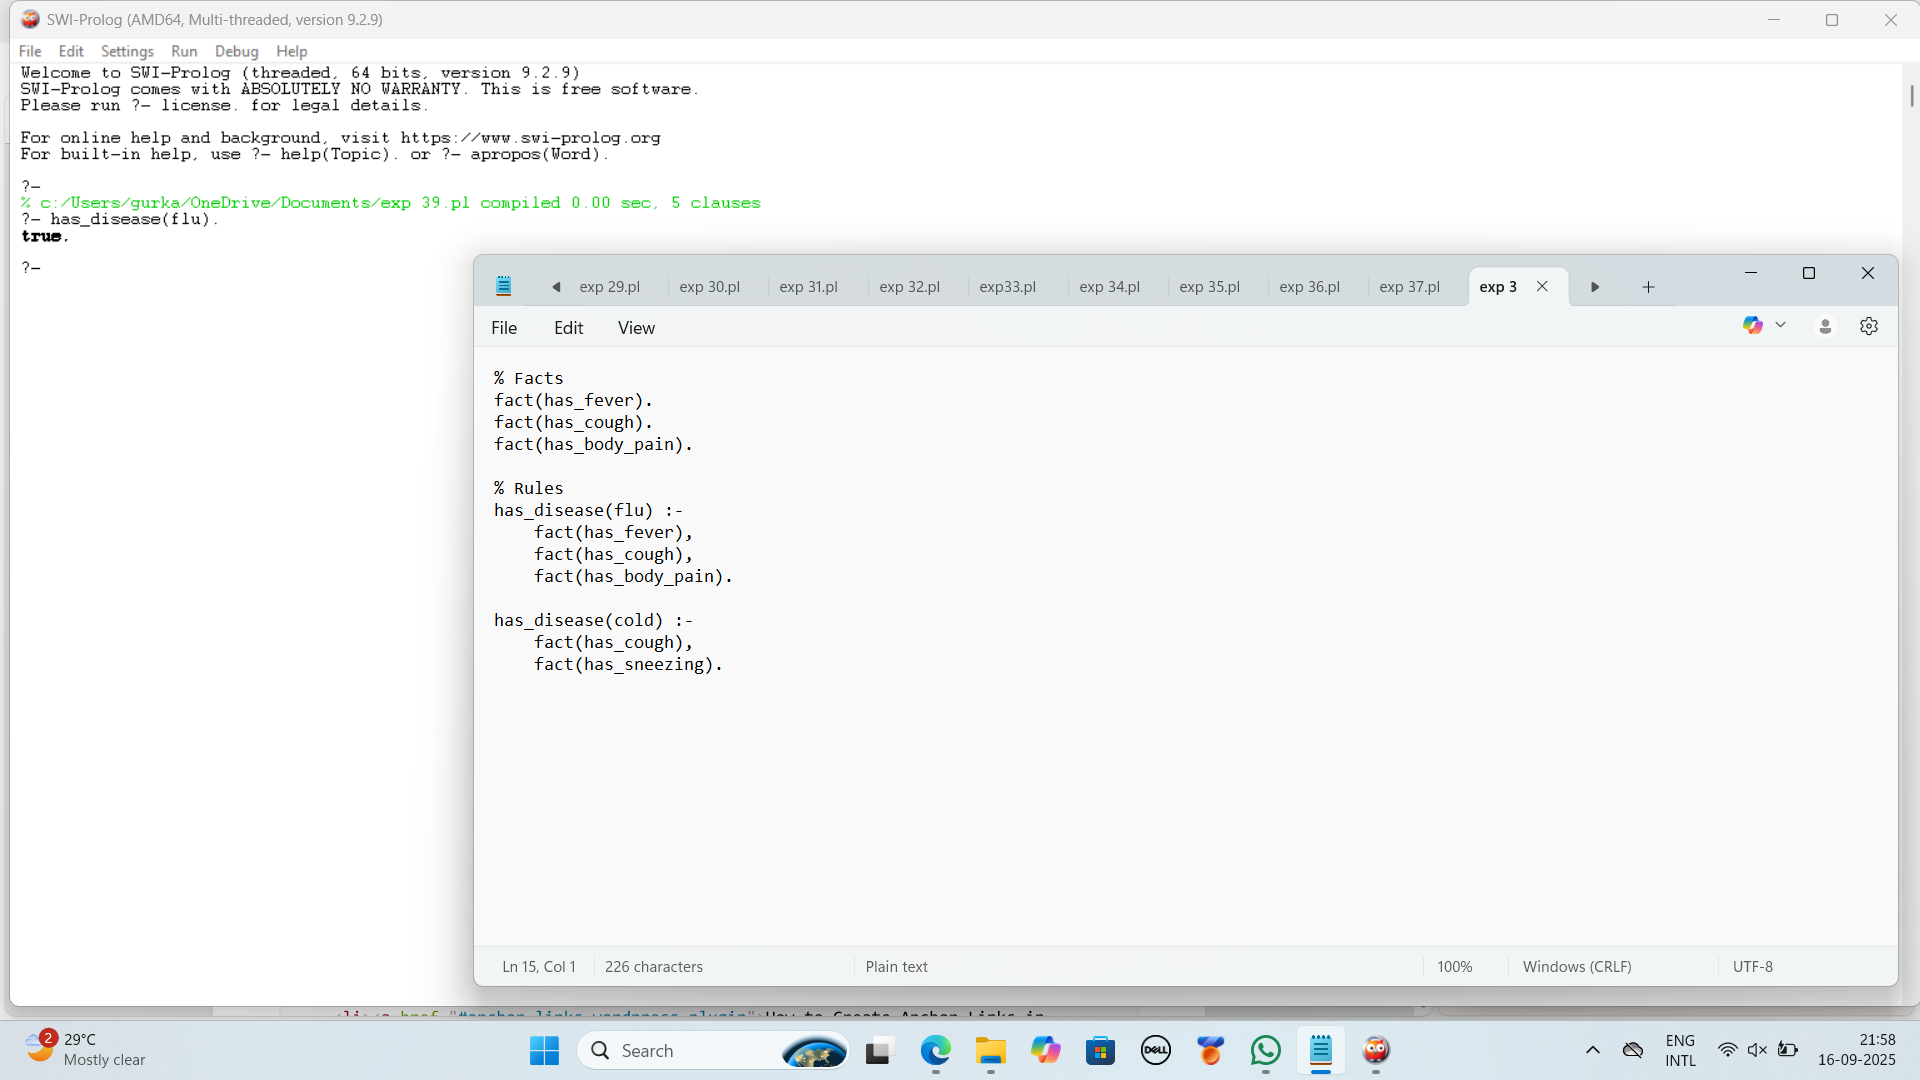 SWI-Prolog (AMD64, Multi-threaded, version 9.2.9)
File Edit Settings Run Debug Help
Welcome to SWI-Prolog (threaded, 64 bits, version 9.2.9)
SWI-Prolog comes with ABSOLUTELY NO WARRANTY. This is free software.
Please run ?- license. for legal details.
For online help and background, visit https://www.swi-prolog.org
For built-in help, use ?- help(Topic). or ?- apropos(Word).
?-
% c:/Users/gurka/OneDrive/Documents/exp 39.pl compiled 0.00 sec, 5 clauses
?- has_disease(flu).
true.
?-
exp 29.pl exp 30.pl exp 31.pl exp 32.pl exp33.pl exp 34.pl exp 35.pl exp 36.pl exp 37.pl exp 3
File Edit View
% Facts
fact(has_fever).
fact(has_cough).
fact(has_body_pain).
% Rules
has_disease(flu) :-
    fact(has_fever),
    fact(has_cough),
    fact(has_body_pain).
has_disease(cold) :-
    fact(has_cough),
    fact(has_sneezing).
Ln 15, Col 1 226 characters Plain text 100% Windows (CRLF) UTF-8
2 29°C
Mostly clear
Search
DELL
ENG
INTL
21:58
16-09-2025